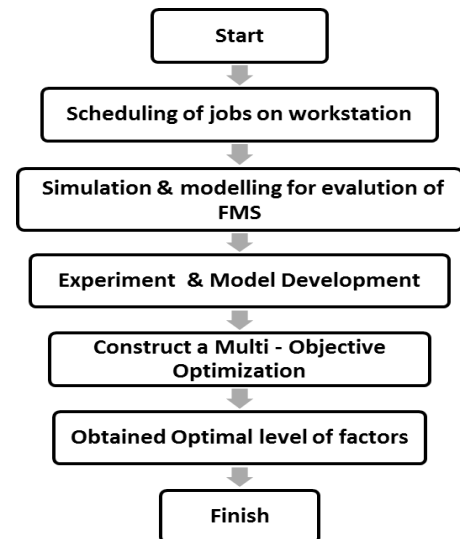 Start
Scheduling of jobs on workstation
Simulation & modelling for evalution of
FMS
Experiment & Model Development
Construct a Multi - Objective
Optimization
Obtained Optimal level of factors
Finish